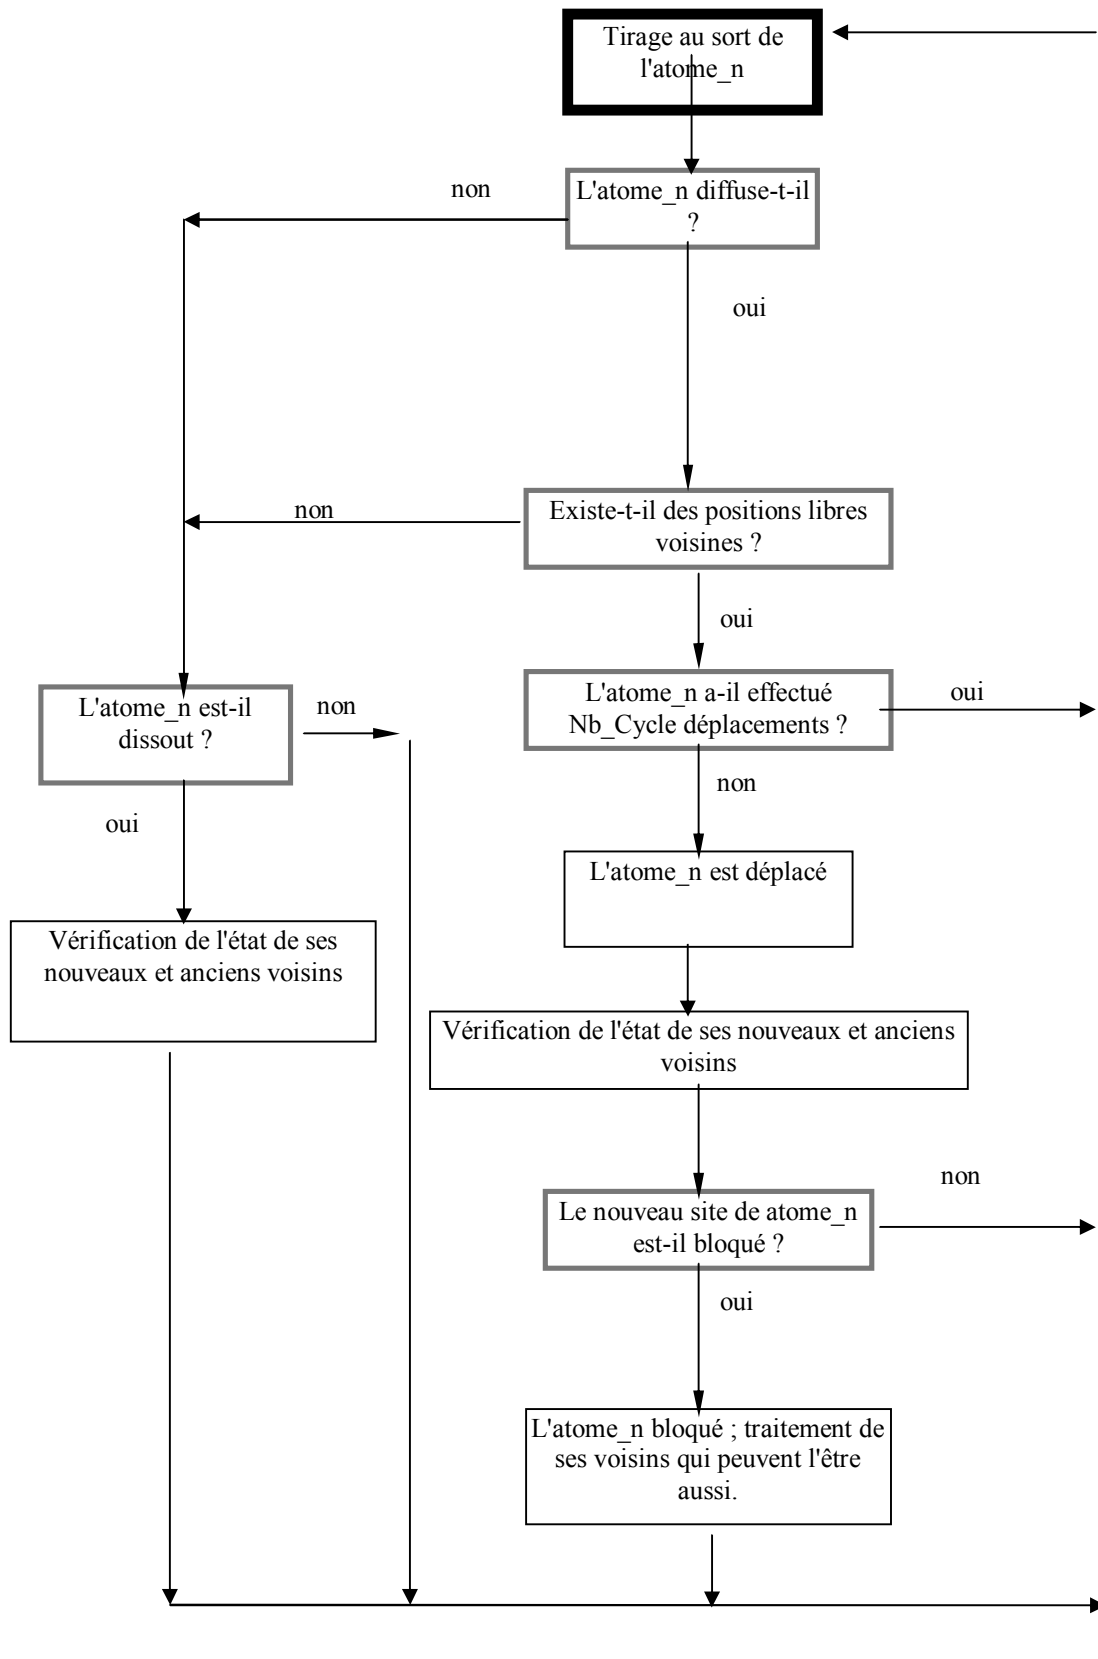 Tirage au sort de
l'atome_n
non
L'atome_n diffuse-t-il
?
oui
non
Existe-t-il des positions libres
voisines ?
oui
L'atome_n est-il
dissout ?
non
L'atome_n a-il effectué
Nb_Cycle déplacements ?
oui
non
oui
L'atome_n est déplacé
Vérification de l'état de ses
nouveaux et anciens voisins
Vérification de l'état de ses nouveaux et anciens
voisins
non
Le nouveau site de atome_n
est-il bloqué ?
oui
L'atome_n bloqué ; traitement de
ses voisins qui peuvent l'être
aussi.